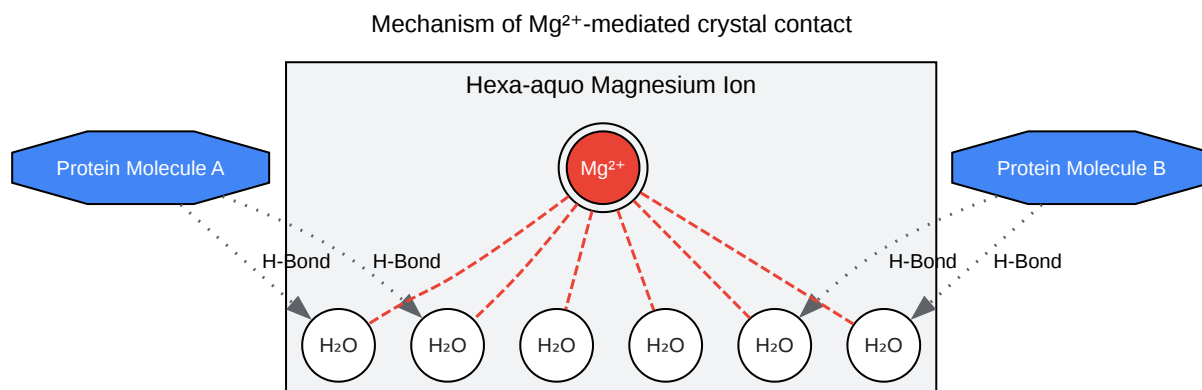 Mechanism of Mg²⁺-mediated crystal contact
Hexa-aquo Magnesium Ion
Protein Molecule A
Mg²⁺
Protein Molecule B
H-Bond
H-Bond
H-Bond
H-Bond
H₂O
H₂O
H₂O
H₂O
H₂O
H₂O